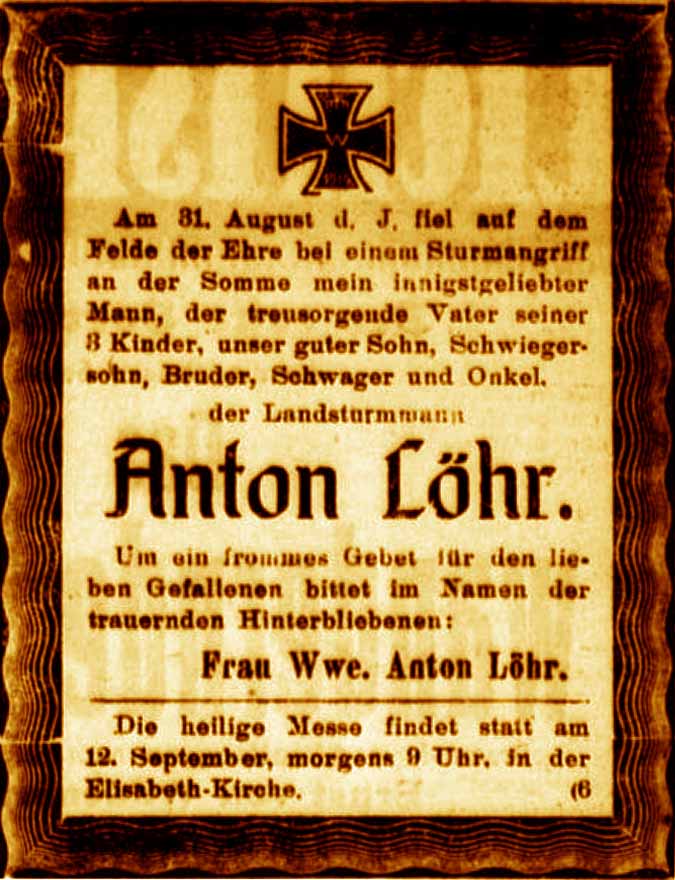 W
Am 31. August d. J. fiel auf dem
Felde der Ehre bei einem Sturmangriff
an der Somme mein innigstgeliebter
Mann, der treusorgende Vater seiner
3 Kinder, unser guter Sohn, Schwieger-
sohn, Bruder, Schwager und Onkel,
der Landsturmmann
Anton Löhr.
Um ein frommes Gebet für den lie-
ben Gefallenen bittet im Namen der
trauernden Hinterbliebenen:
Frau Wwe. Anton Löhr.
Die heilige Messe findet statt am
12. September, morgens 9 Uhr, in der
Elisabeth-Kirche. (6